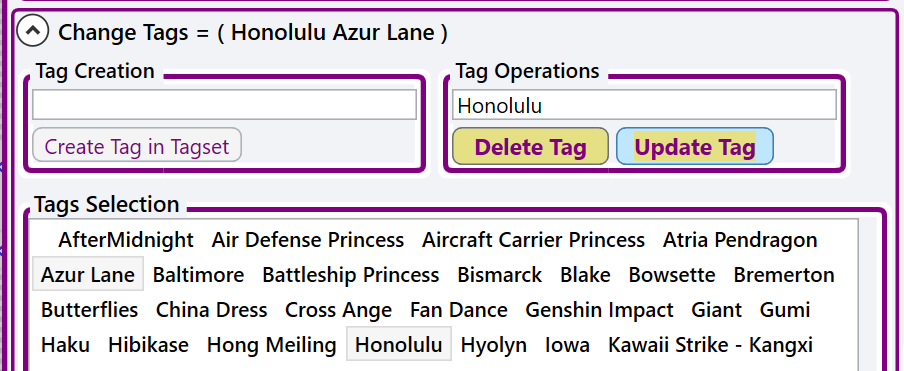 Change Tags = ( Honolulu Azur Lane )
Tag Creation
Create Tag in Tagset
Tag Operations
Honolulu
Delete Tag Update Tag
Tags Selection
AfterMidnight Air Defense Princess Aircraft Carrier Princess Atria Pendragon
Azur Lane Baltimore Battleship Princess Bismarck Blake Bowsette Bremerton
Butterflies China Dress Cross Ange Fan Dance Genshin Impact Giant Gumi
Haku Hibikase Hong Meiling Honolulu Hyolyn Iowa Kawaii Strike - Kangxi